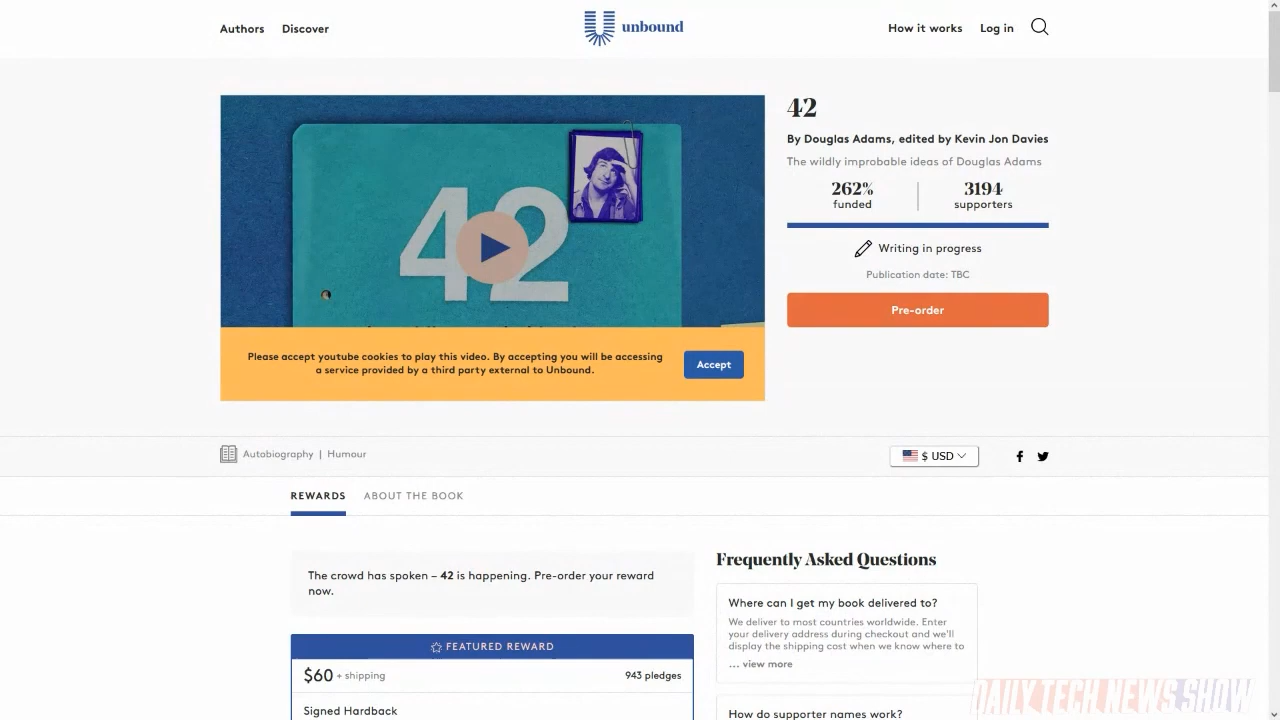 Authors Discover
unbound
How it works Log in
42
42
By Douglas Adams, edited by Kevin Jon Davies
The wildly improbable ideas of Douglas Adams
262%
funded
3194
supporters
Writing in progress
Publication date: TBC
Pre-order
Please accept youtube cookies to play this video. By accepting you will be accessing
a service provided by a third party external to Unbound.
Accept
Autobiography | Humour
$ USD
REWARDS ABOUT THE BOOK
The crowd has spoken – 42 is happening. Pre-order your reward
now.
FEATURED REWARD
$60 + shipping
943 pledges
Signed Hardback
Frequently Asked Questions
Where can I get my book delivered to?
We deliver to most countries worldwide. Enter
your delivery address during checkout and we'll
display the shipping cost when we know where to
... view more
How do supporter names work?
DAILY TECH NEWS SHOW